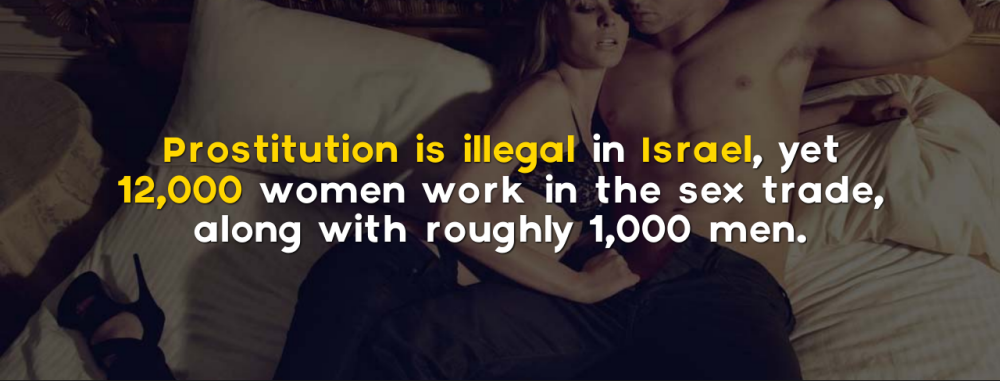 Prostitution is illegal in Israel, yet
12,000 women work in the sex trade,
along with roughly 1,000 men.